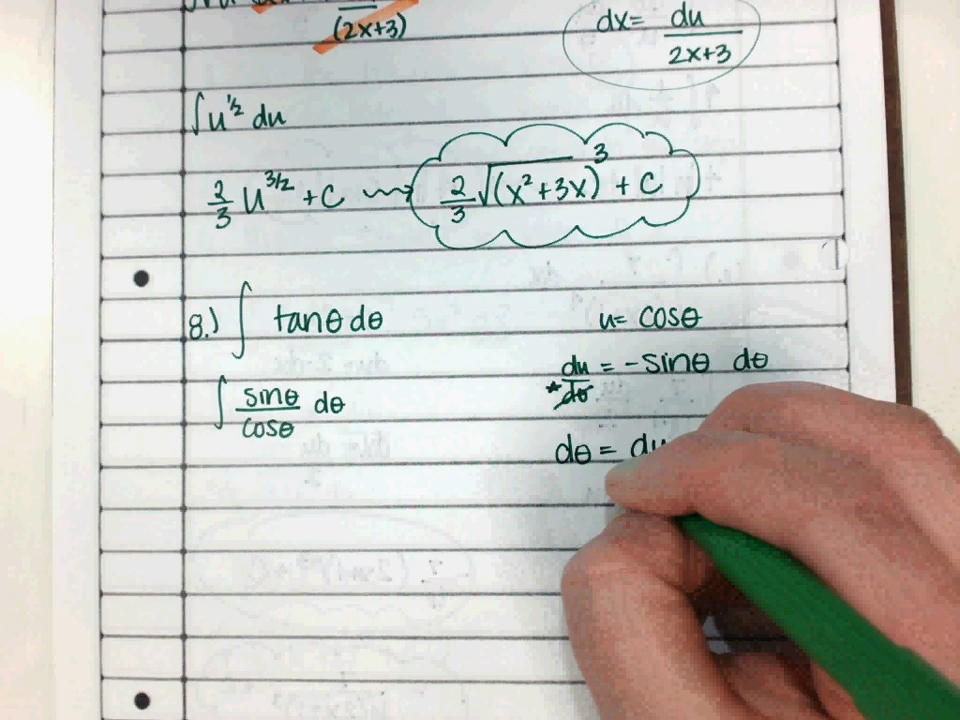 (2x+3)
dx= du/2x+3
∫u^1/2 du
2/3 u^3/2 + C ⟿ 2/3 √(x²+3x)³ + C
8.) ∫ tanθ dθ
u= cosθ
∫ sinθ/cosθ dθ
du/dθ = -sinθ dθ
dθ = du